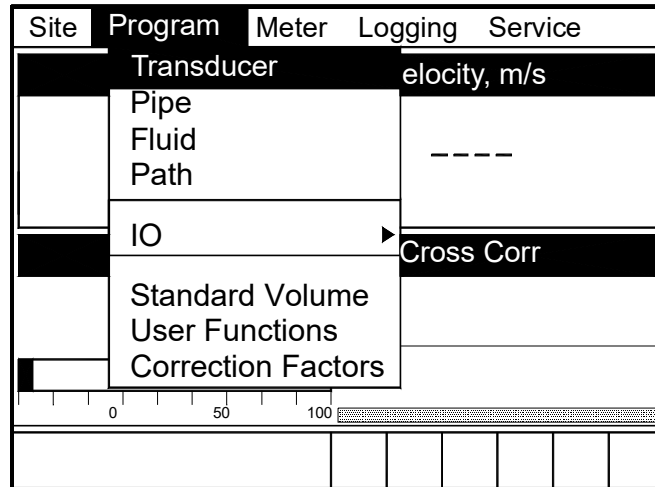 Site Program Meter Logging Service
Transducer
elocity, m/s
Pipe
Fluid
Path
IO
Cross Corr
Standard Volume
User Functions
Correction Factors
0 50 100